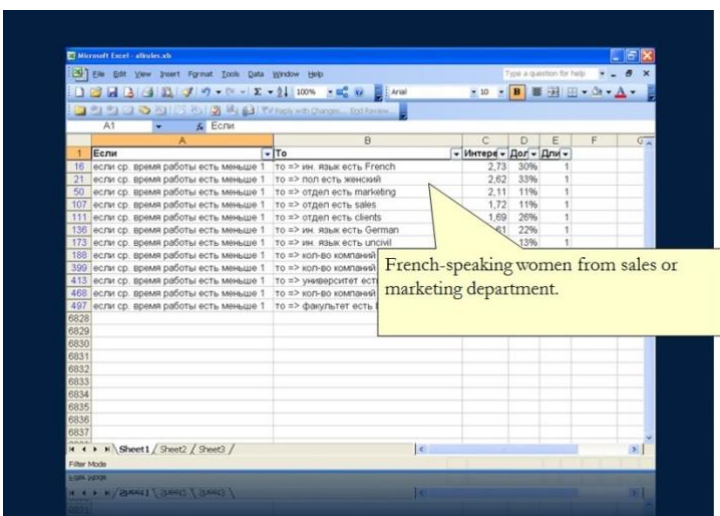 Microsoft Excel - allrules.xls
File Edit View Insert Format Tools Data Window Help
Type a question for help
100% Arial 10 B
Reply with Changes... End Review...
A1 fx Если
A B C D E F G
1 Если То Интере Дол Дли
16 если ср. время работы есть меньше 1 то => ин. язык есть French 2,73 30% 1
21 если ср. время работы есть меньше 1 то => пол есть женский 2,62 33% 1
50 если ср. время работы есть меньше 1 то => отдел есть marketing 2,11 11% 1
107 если ср. время работы есть меньше 1 то => отдел есть sales 1,72 11% 1
111 если ср. время работы есть меньше 1 то => отдел есть clients 1,69 26% 1
136 если ср. время работы есть меньше 1 то => ин. язык есть German 61 22% 1
173 если ср. время работы есть меньше 1 то => ин. язык есть uncivil 13% 1
188 если ср. время работы есть меньше 1 то => кол-во компаний
399 если ср. время работы есть меньше 1 то => кол-во компаний
413 если ср. время работы есть меньше 1 то => университет ест
468 если ср. время работы есть меньше 1 то => кол-во компаний
497 если ср. время работы есть меньше 1 то => факультет есть
French-speaking women from sales or
marketing department.
6828
6829
6830
6831
6832
6833
6834
6835
6836
6837
Sheet1 / Sheet2 / Sheet3
Filter Mode